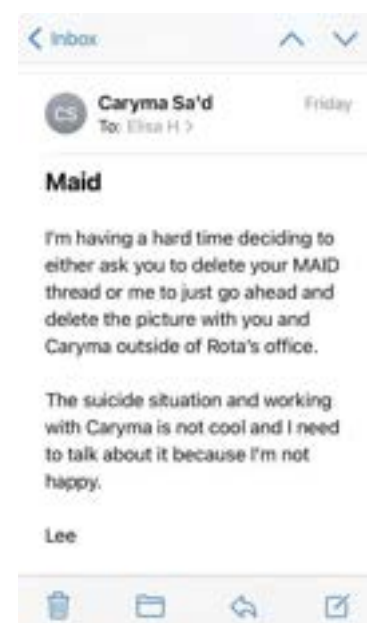 Inbox
CS
Caryma Sa'd
Friday
To: Elisa H >
Maid
I'm having a hard time deciding to
either ask you to delete your MAID
thread or me to just go ahead and
delete the picture with you and
Caryma outside of Rota's office.
The suicide situation and working
with Caryma is not cool and I need
to talk about it because I'm not
happy.
Lee